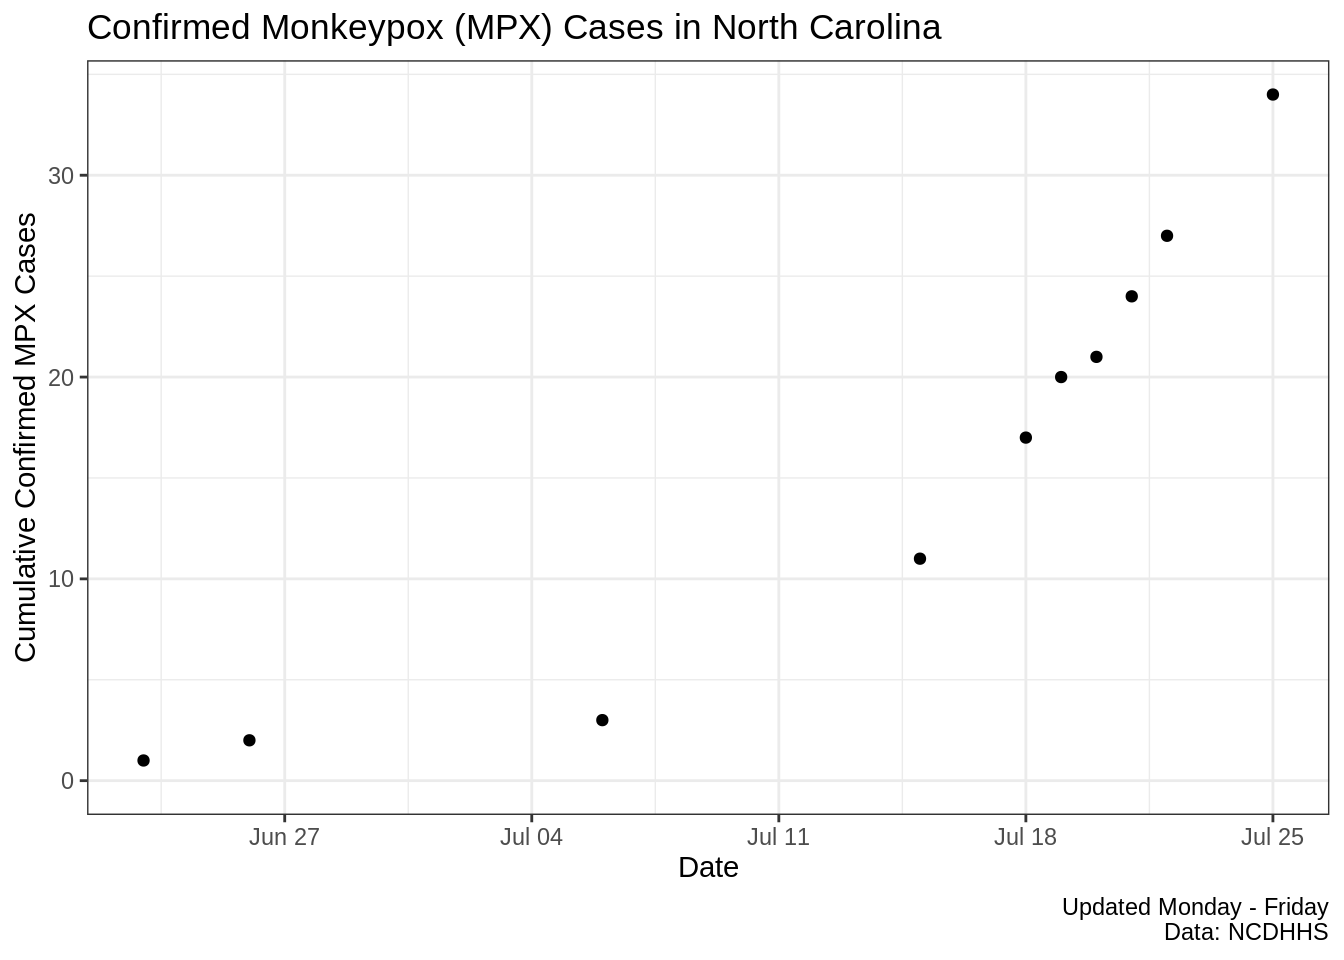 Confirmed Monkeypox (MPX) Cases in North Carolina
Cumulative Confirmed MPX Cases
30
20
10
0
Jun 27
Jul 04
Jul 11
Jul 18
Jul 25
Date
Updated Monday - Friday
Data: NCDHHS